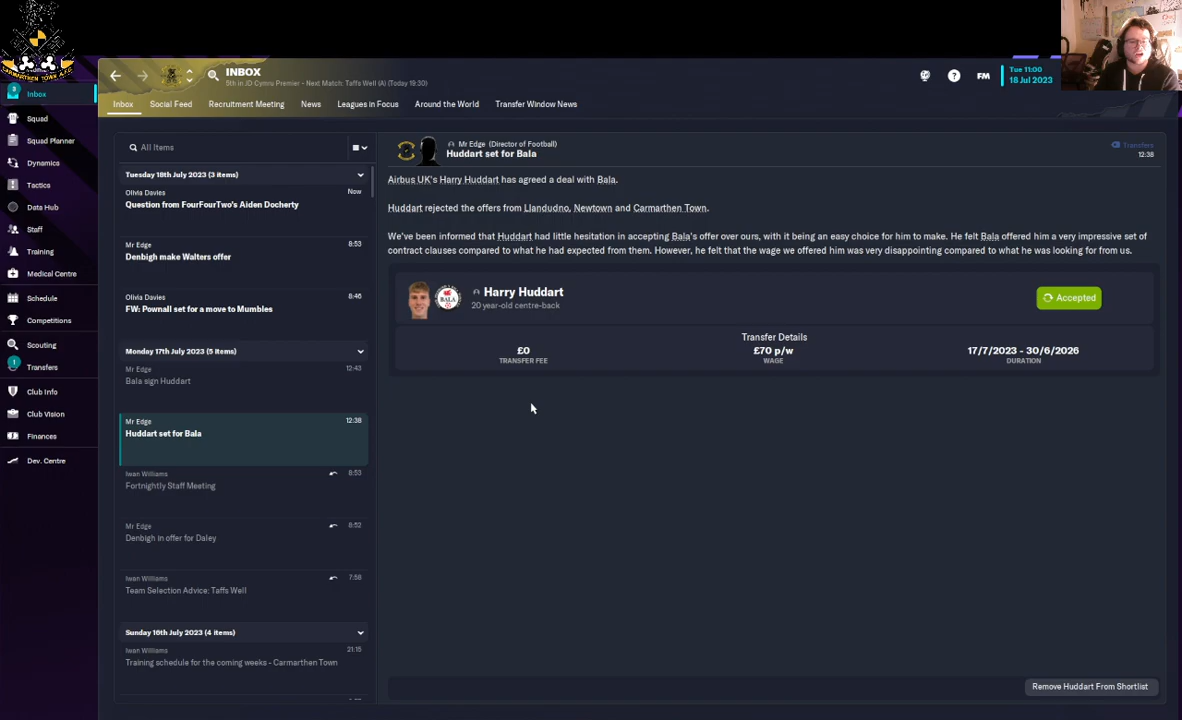 CARMARTHEN TOWN A.F.C.
INBOX
5th in JD Cymru Premier - Next Match: Taffs Well (A) (Today 19:30)
FM
Tue 11:00
18 Jul 2023
3
Inbox
Squad
Squad Planner
Dynamics
Tactics
Data Hub
Staff
Training
Medical Centre
Schedule
Competitions
Scouting
1
Transfers
Club Info
Club Vision
Finances
Dev. Centre
Inbox
Social Feed
Recruitment Meeting
News
Leagues in Focus
Around the World
Transfer Window News
All Items
Tuesday 18th July 2023 (3 items)
Olivia Davies
Now
Question from FourFourTwo's Aiden Docherty
Mr Edge
8:53
Denbigh make Walters offer
Olivia Davies
8:46
FW: Pownall set for a move to Mumbles
Monday 17th July 2023 (5 items)
Mr Edge
12:43
Bala sign Huddart
Mr Edge
12:38
Huddart set for Bala
Iwan Williams
8:53
Fortnightly Staff Meeting
Mr Edge
8:52
Denbigh in offer for Daley
Iwan Williams
7:58
Team Selection Advice: Taffs Well
Sunday 16th July 2023 (4 items)
Iwan Williams
21:15
Training schedule for the coming weeks - Carmarthen Town
Mr Edge (Director of Football)
Huddart set for Bala
Transfers
12:38
Airbus UK's Harry Huddart has agreed a deal with Bala.
Huddart rejected the offers from Llandudno, Newtown and Carmarthen Town.
We've been informed that Huddart had little hesitation in accepting Bala's offer over ours, with it being an easy choice for him to make. He felt Bala offered him a very impressive set of
contract clauses compared to what he had expected from them. However, he felt that the wage we offered him was very disappointing compared to what he was looking for from us.
BALA
Harry Huddart
20 year-old centre-back
Accepted
Transfer Details
£0
TRANSFER FEE
£70 p/w
WAGE
17/7/2023 - 30/6/2026
DURATION
Remove Huddart From Shortlist